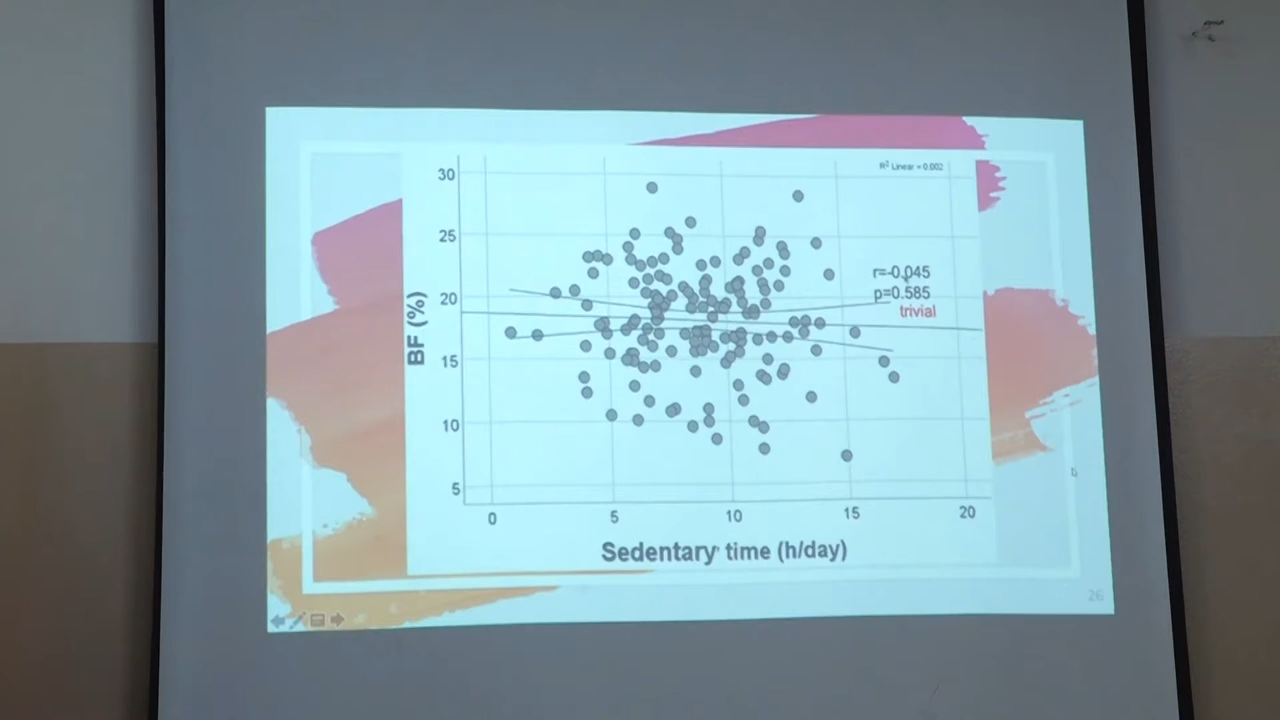 R² Linear = 0.002
30
25
20
15
10
5
BF (%)
r=-0.045
p=0.585
trivial
0 5 10 15 20
Sedentary time (h/day)
26